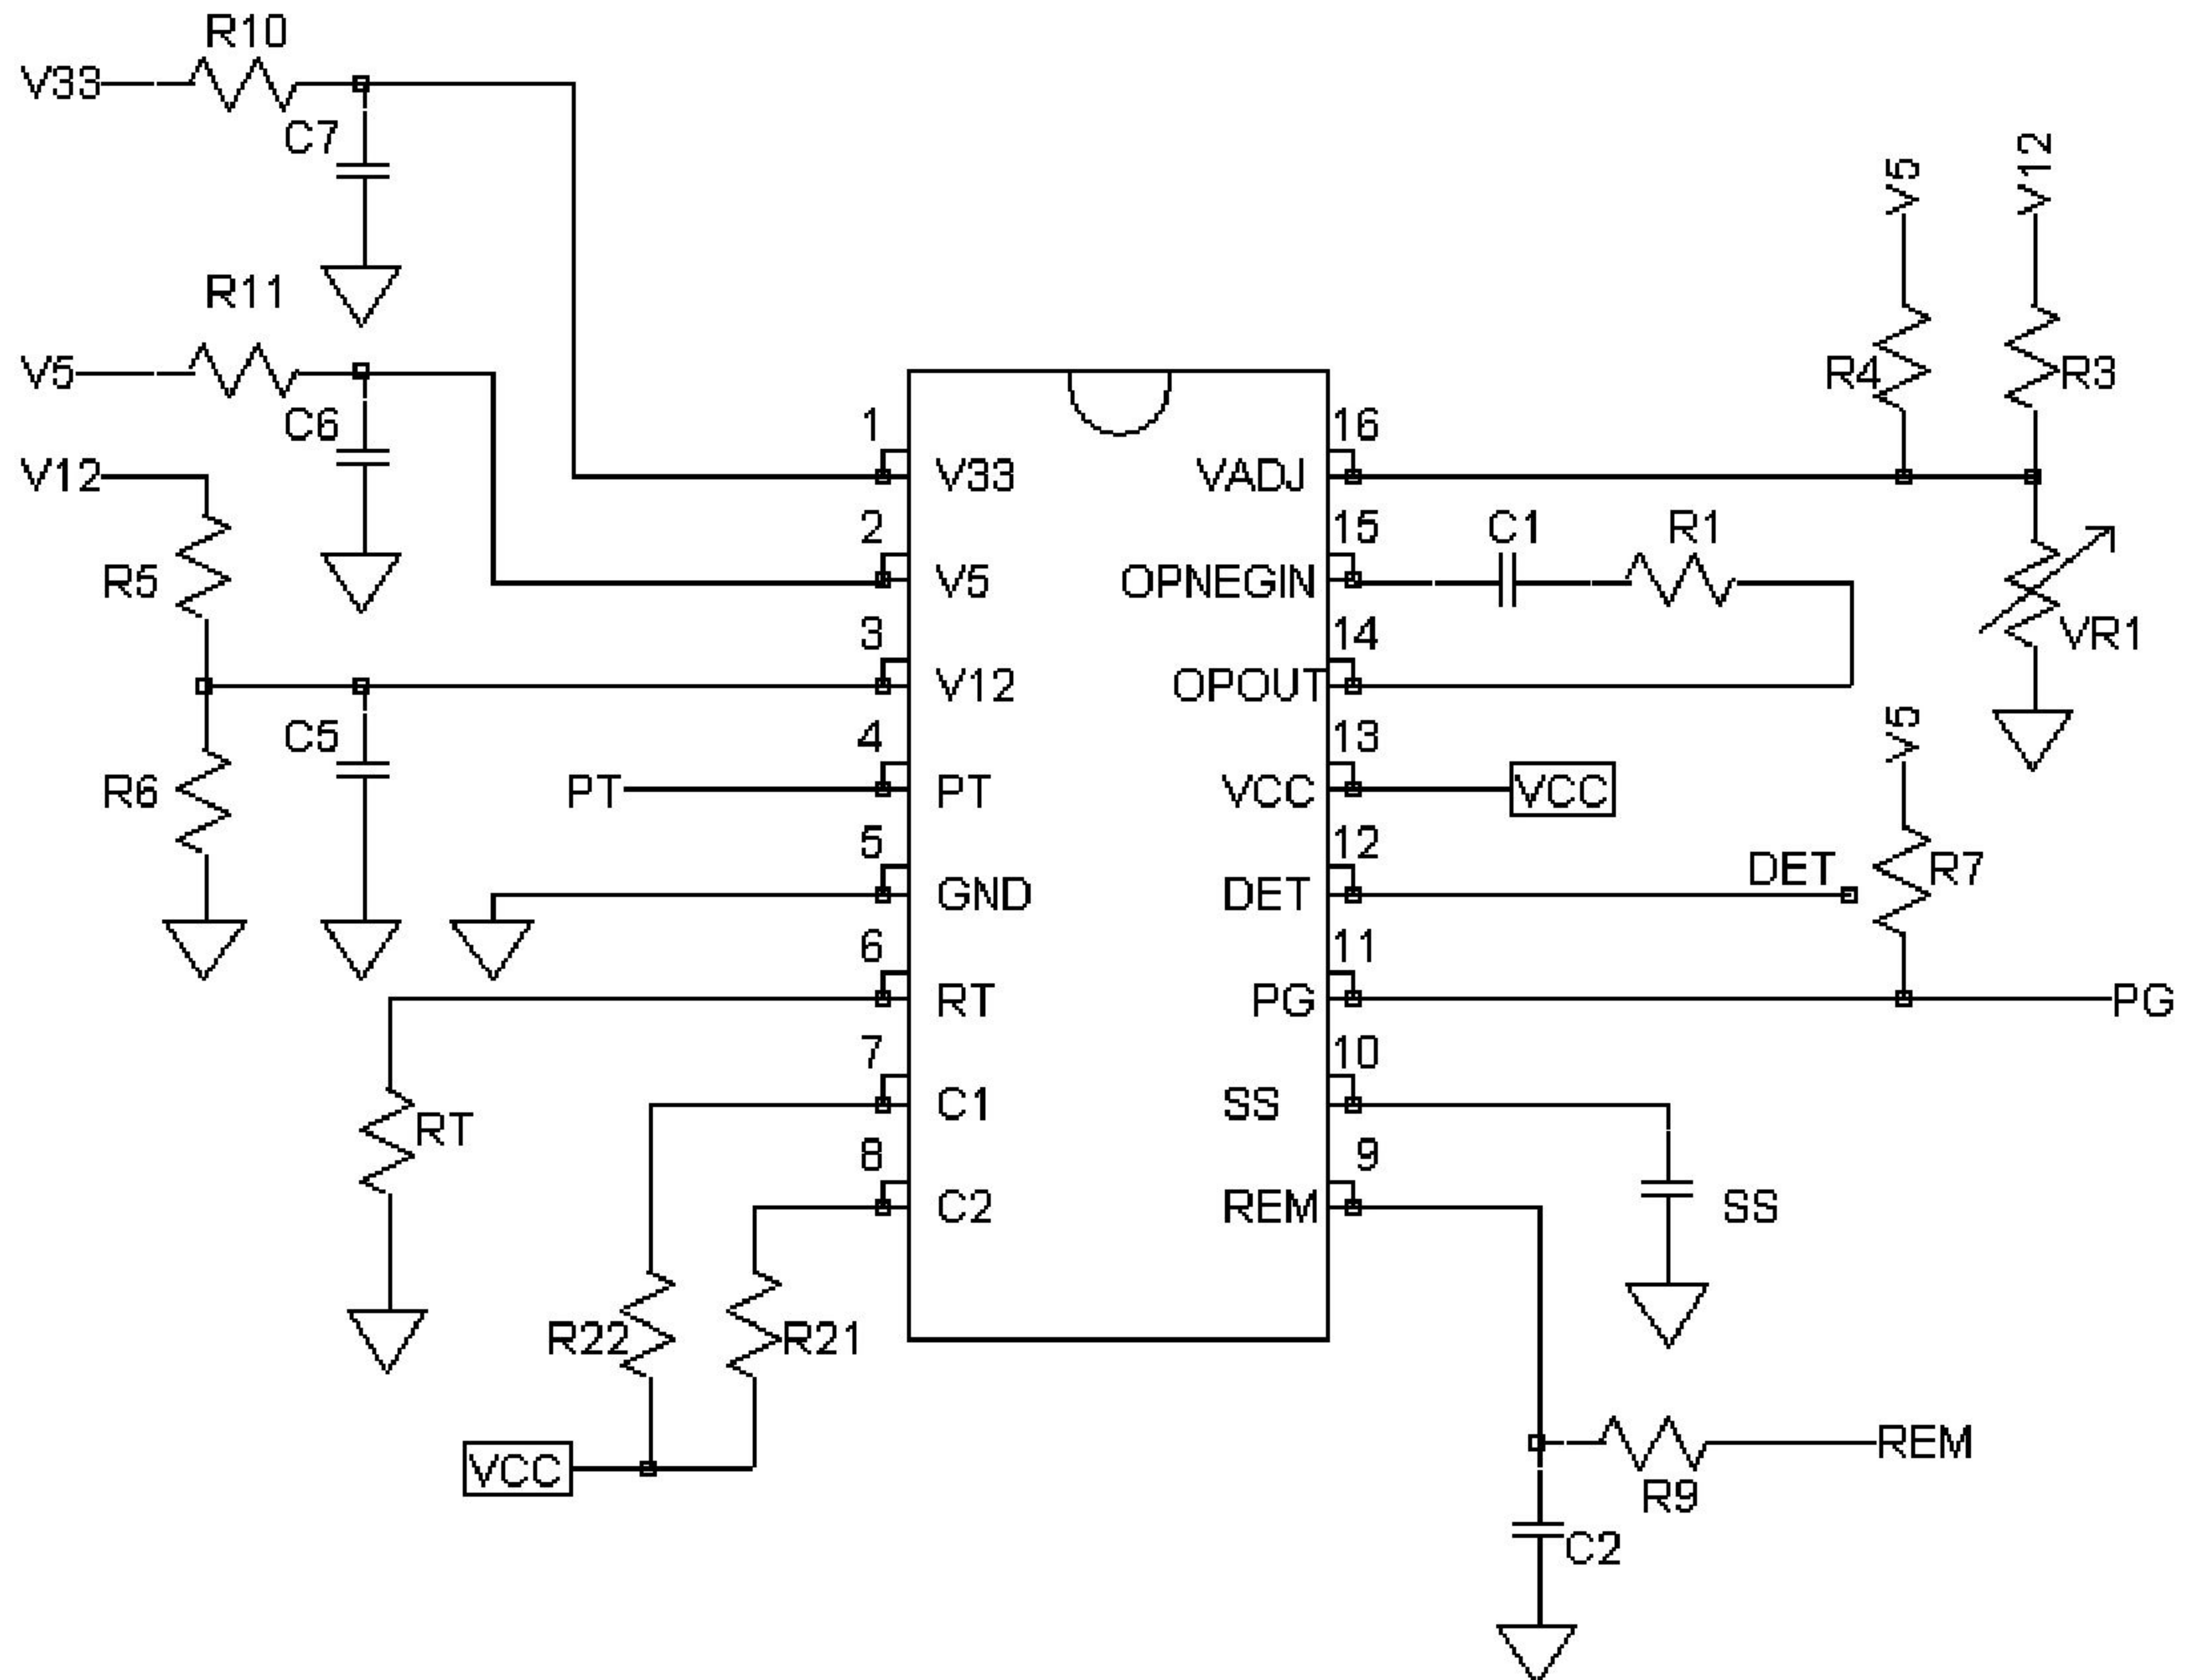 R10
V33
C7
V12
V5
R11
V5
R4
R3
C6
1
16
V12
V33
VADJ
2
15
C1
R1
R5
V5
OPNEGIN
3
14
VR1
V12
OPOUT
C5
4
13
V5
R6
PT
PT
VCC
VCC
5
12
DET
R7
GND
DET
6
11
RT
PG
PG
7
10
C1
SS
RT
8
9
C2
REM
SS
R22
R21
VCC
REM
R9
C2